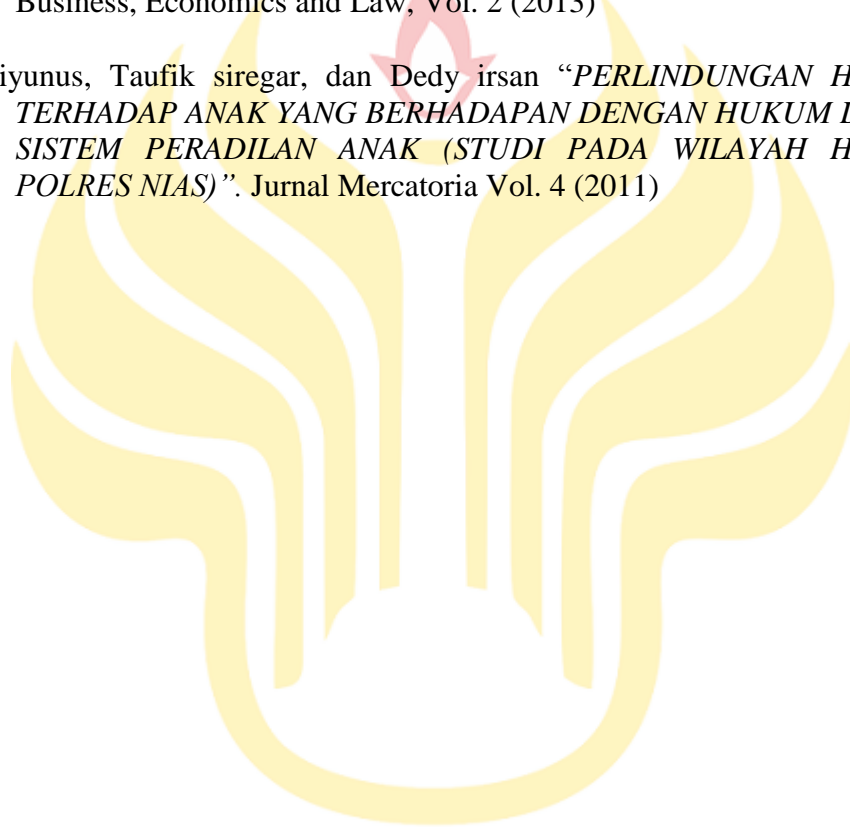 Business, Economics and Law, Vol. 2 (2013)
iyunus, Taufik siregar, dan Dedy irsan “PERLINDUNGAN H
TERHADAP ANAK YANG BERHADAPAN DENGAN HUKUM D
SISTEM PERADILAN ANAK (STUDI PADA WILAYAH H
POLRES NIAS)”. Jurnal Mercatoria Vol. 4 (2011)